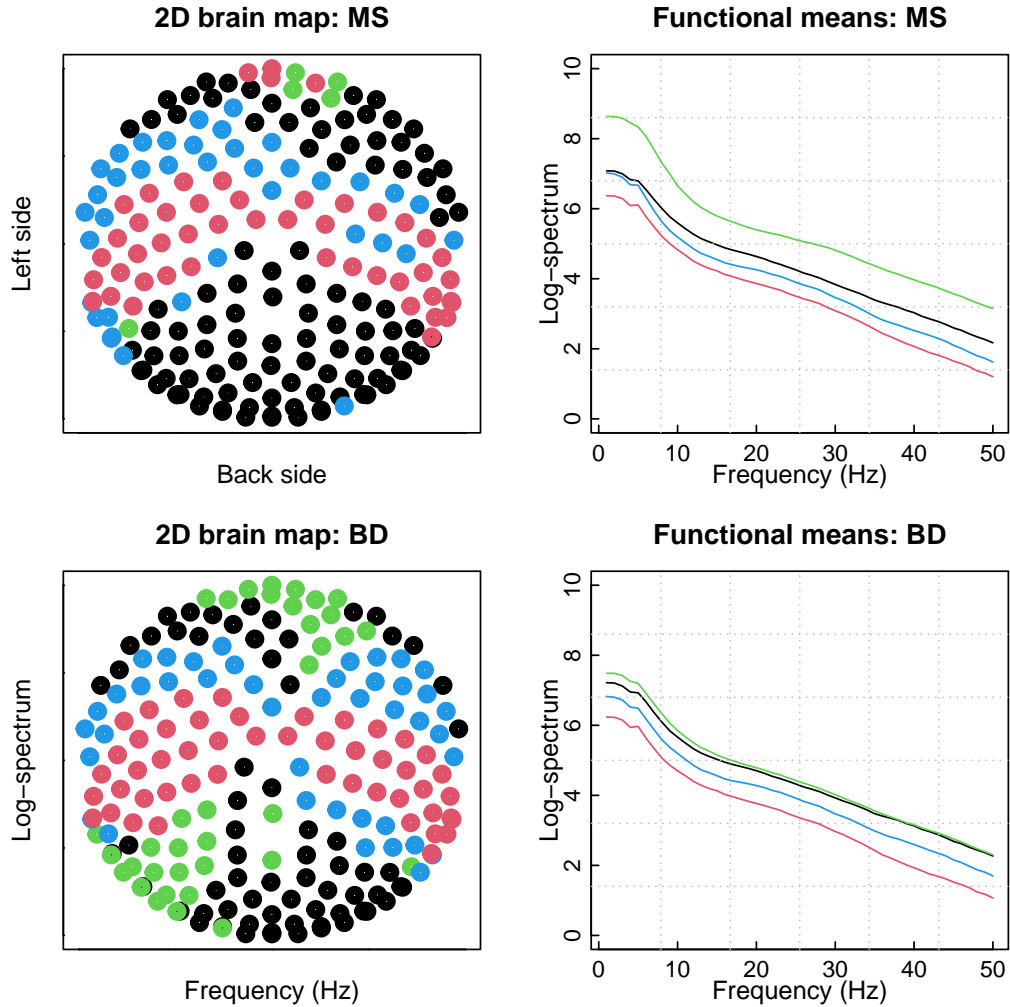 2D brain map: MS
Left side
Back side
Functional means: MS
Log−spectrum
0 2 4 6 8 10
0 10 20 30 40 50
Frequency (Hz)
2D brain map: BD
Log−spectrum
Frequency (Hz)
Functional means: BD
Log−spectrum
0 2 4 6 8 10
0 10 20 30 40 50
Frequency (Hz)